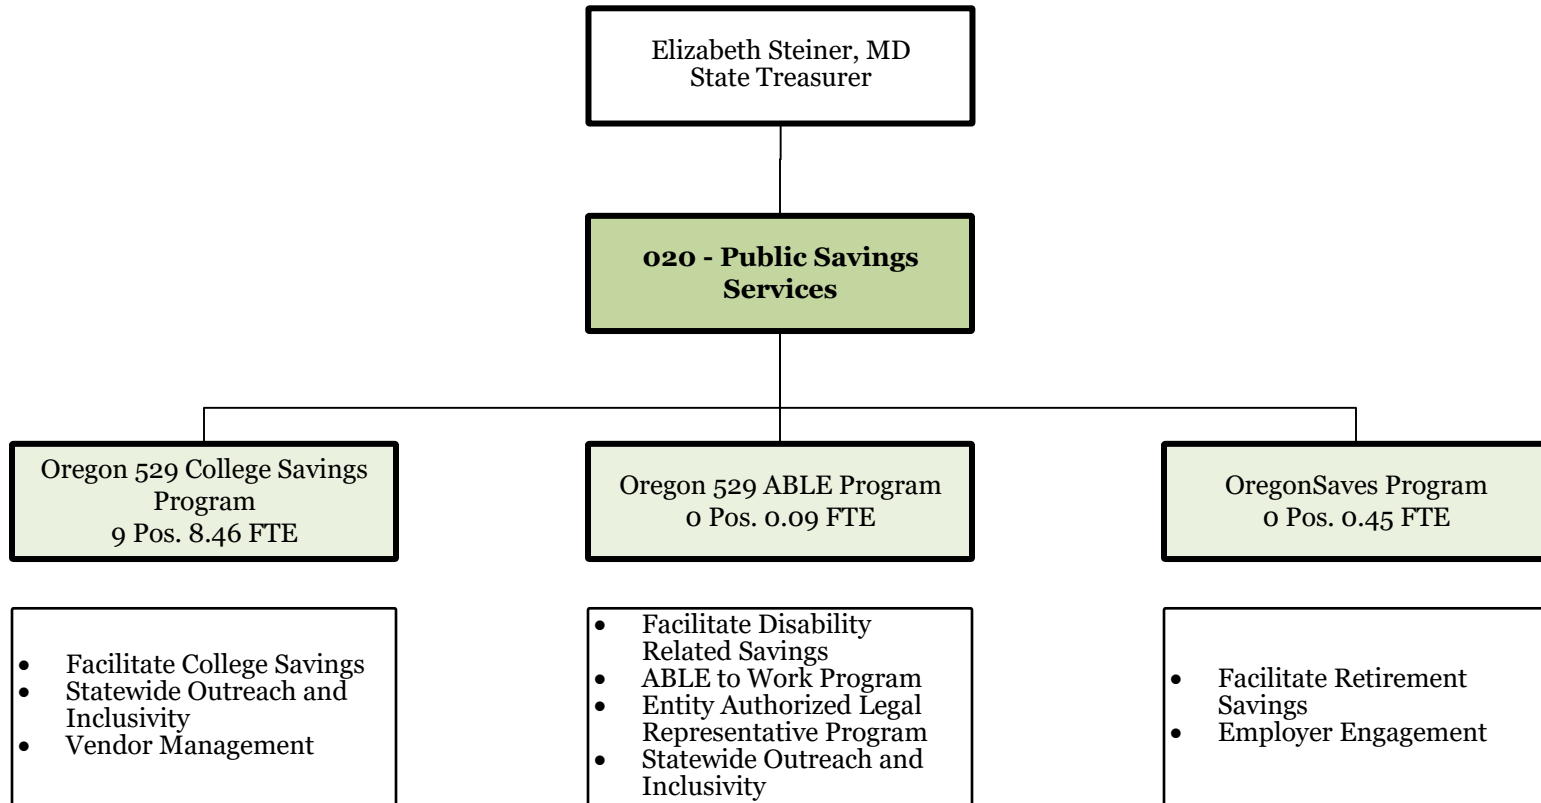 Elizabeth Steiner, MD
State Treasurer
020 - Public Savings
Services
Oregon 529 College Savings
Program
9 Pos. 8.46 FTE
Oregon 529 ABLE Program
0 Pos. 0.09 FTE
OregonSaves Program
0 Pos. 0.45 FTE
• Facilitate College Savings
• Statewide Outreach and
Inclusivity
• Vendor Management
• Facilitate Disability
Related Savings
• ABLE to Work Program
• Entity Authorized Legal
Representative Program
• Statewide Outreach and
Inclusivity
• Facilitate Retirement
Savings
• Employer Engagement